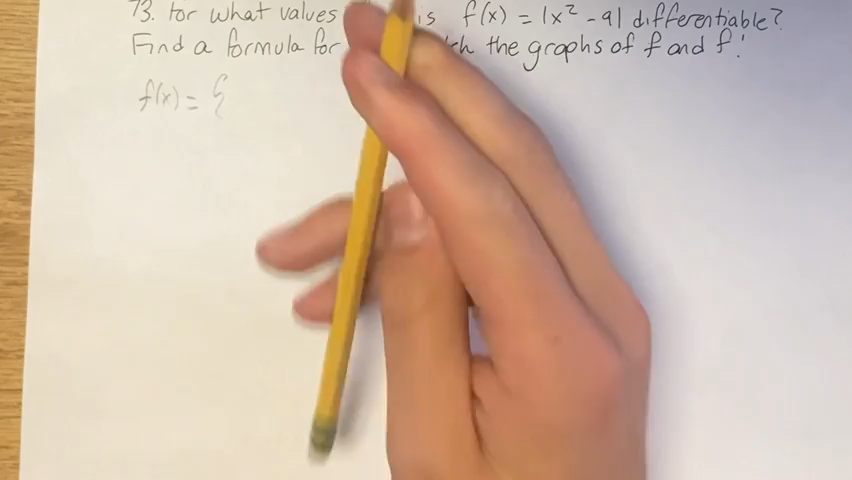 73. For what values is f(x) = |x² - 9| differentiable?
Find a formula for the graphs of f and f'.
f(x) = {